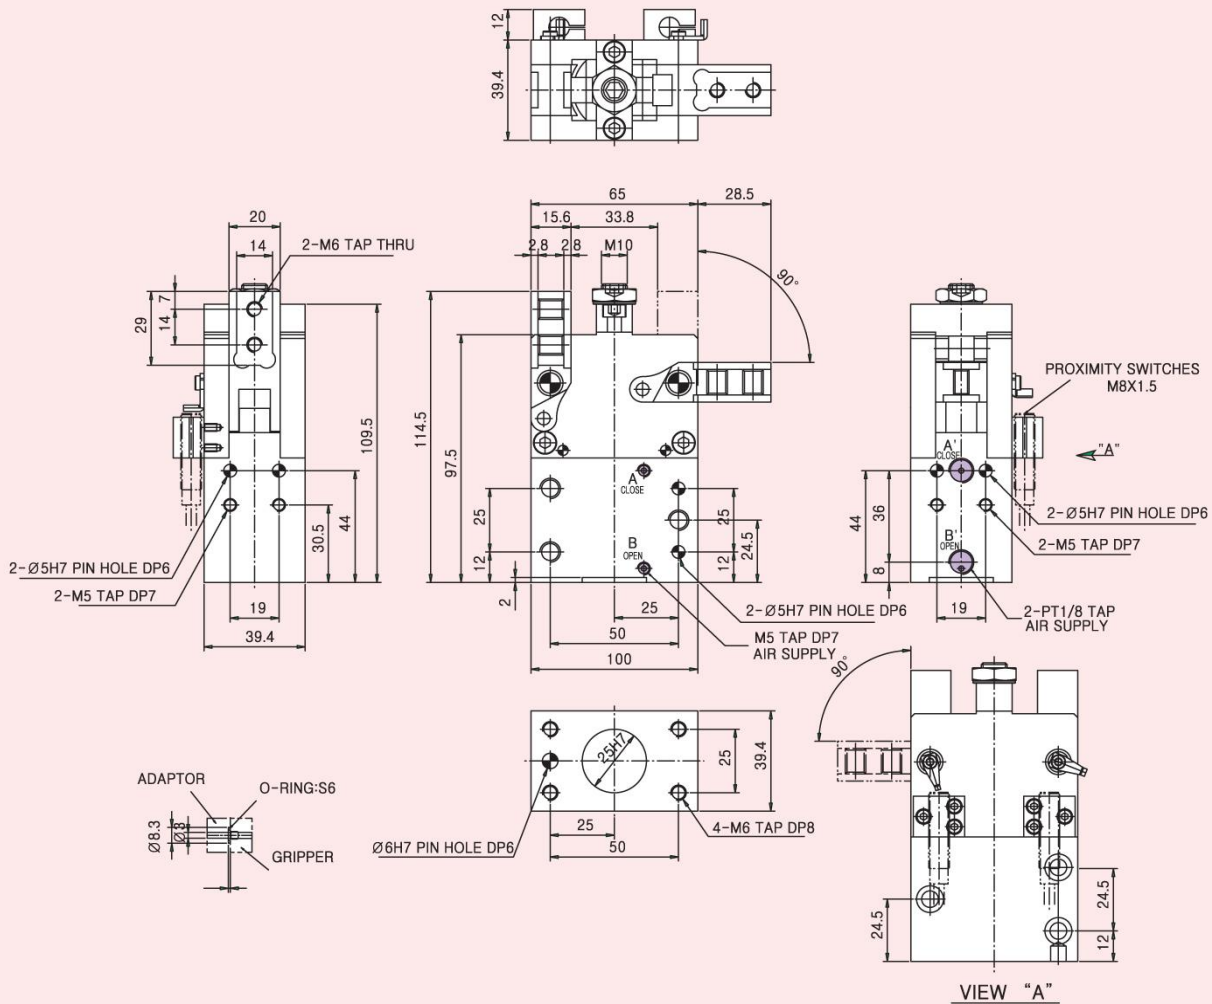 12
39.4
65
28.5
15.6
33.8
2.8
2.8
M10
90°
114.5
97.5
A
CLOSE
B
OPEN
25
12
2
25
24.5
12
25
50
100
2-Ø5H7 PIN HOLE DP6
M5 TAP DP7
AIR SUPPLY
20
14
2-M6 TAP THRU
7
14
29
109.5
44
30.5
2-Ø5H7 PIN HOLE DP6
2-M5 TAP DP7
19
39.4
PROXIMITY SWITCHES
M8X1.5
"A"
A'
CLOSE
B'
OPEN
44
36
8
19
2-Ø5H7 PIN HOLE DP6
2-M5 TAP DP7
2-PT1/8 TAP
AIR SUPPLY
ADAPTOR
O-RING:S6
Ø8.3
Ø3
GRIPPER
25H7
25
39.4
25
50
Ø6H7 PIN HOLE DP6
4-M6 TAP DP8
90°
24.5
24.5
12
VIEW "A"